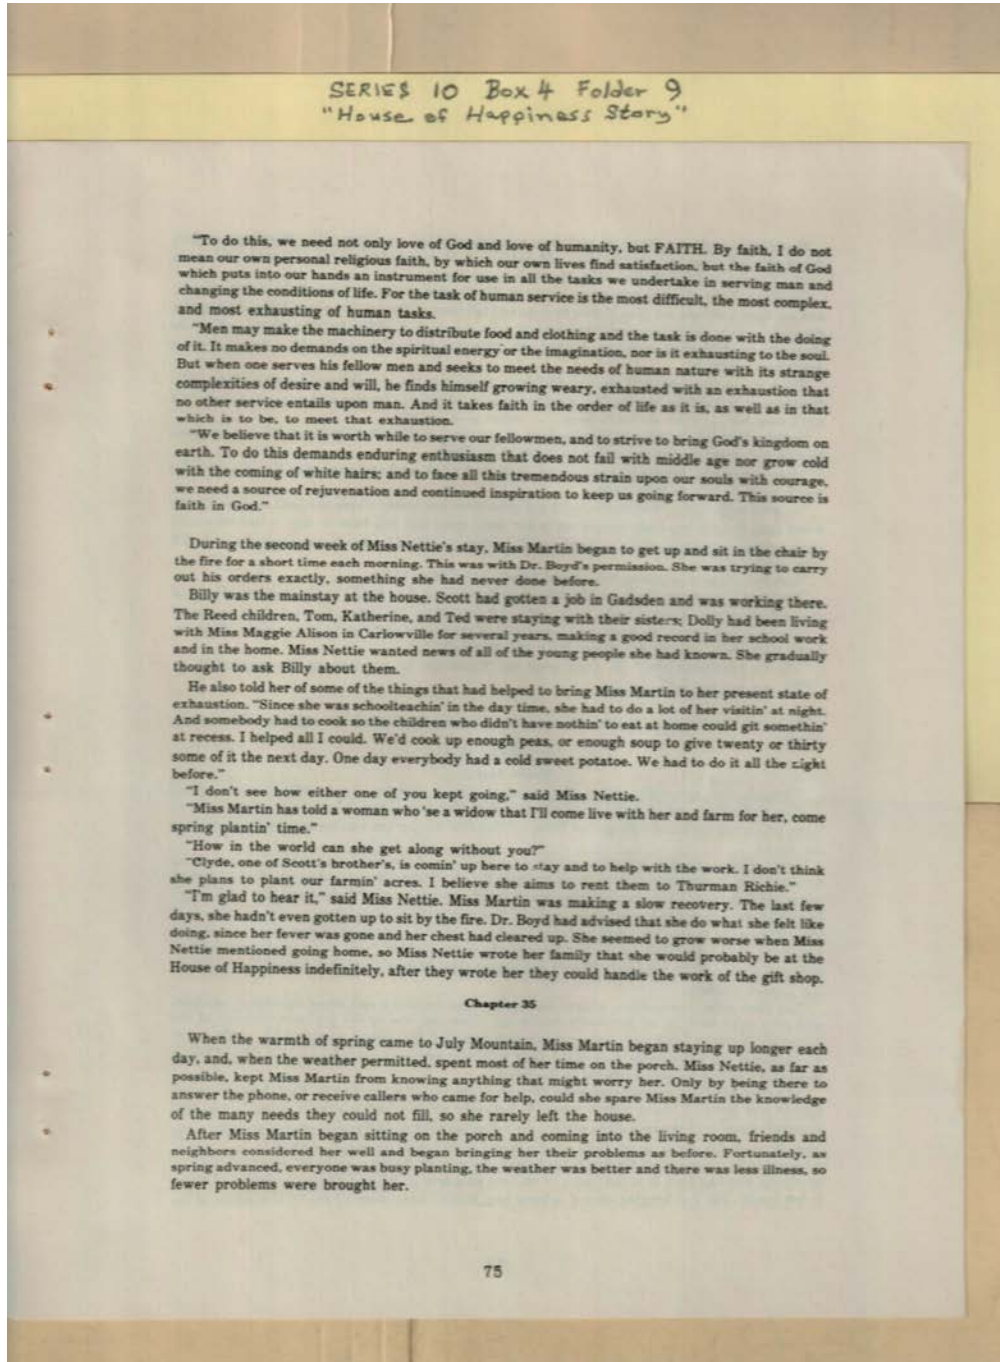 SERIES 10 Box 4 Folder 9
"House of Happiness Story"
"To do this, we need not only love of God and love of humanity, but FAITH. By faith, I do not
mean our own personal religious faith, by which our own lives find satisfaction, but the faith of God
which puts into our hands an instrument for use in all the tasks we undertake in serving man and
changing the conditions of life. For the task of human service is the most difficult, the most complex,
and most exhausting of human tasks.
"Men may make the machinery to distribute food and clothing and the task is done with the doing
of it. It makes no demands on the spiritual energy or the imagination, nor is it exhausting to the soul.
But when one serves his fellow men and seeks to meet the needs of human nature with its strange
complexities of desire and will, he finds himself growing weary, exhausted with an exhaustion that
no other service entails upon man. And it takes faith in the order of life as it is, as well as in that
which is to be, to meet that exhaustion.
"We believe that it is worth while to serve our fellowmen, and to strive to bring God's kingdom on
earth. To do this demands enduring enthusiasm that does not fail with middle age nor grow cold
with the coming of white hairs; and to face all this tremendous strain upon our souls with courage,
we need a source of rejuvenation and continued inspiration to keep us going forward. This source is
faith in God."
During the second week of Miss Nettie's stay, Miss Martin began to get up and sit in the chair by
the fire for a short time each morning. This was with Dr. Boyd's permission. She was trying to carry
out his orders exactly, something she had never done before.
Billy was the mainstay at the house. Scott had gotten a job in Gadsden and was working there.
The Reed children, Tom, Katherine, and Ted were staying with their sisters; Dolly had been living
with Miss Maggie Alison in Carlowville for several years, making a good record in her school work
and in the home. Miss Nettie wanted news of all of the young people she had known. She gradually
thought to ask Billy about them.
He also told her of some of the things that had helped to bring Miss Martin to her present state of
exhaustion. "Since she was schoolteachin' in the day time, she had to do a lot of her visitin' at night.
And somebody had to cook so the children who didn't have nothin' to eat at home could git somethin'
at recess. I helped all I could. We'd cook up enough peas, or enough soup to give twenty or thirty
some of it the next day. One day everybody had a cold sweet potatoe. We had to do it all the night
before."
"I don't see how either one of you kept going," said Miss Nettie.
"Miss Martin has told a woman who 'se a widow that I'll come live with her and farm for her, come
spring plantin' time."
"How in the world can she get along without you?"
"Clyde, one of Scott's brother's, is comin' up here to stay and to help with the work. I don't think
she plans to plant our farmin' acres. I believe she aims to rent them to Thurman Richie."
"I'm glad to hear it," said Miss Nettie. Miss Martin was making a slow recovery. The last few
days, she hadn't even gotten up to sit by the fire. Dr. Boyd had advised that she do what she felt like
doing, since her fever was gone and her chest had cleared up. She seemed to grow worse when Miss
Nettie mentioned going home, so Miss Nettie wrote her family that she would probably be at the
House of Happiness indefinitely, after they wrote her they could handle the work of the gift shop.
Chapter 35
When the warmth of spring came to July Mountain, Miss Martin began staying up longer each
day, and, when the weather permitted, spent most of her time on the porch. Miss Nettie, as far as
possible, kept Miss Martin from knowing anything that might worry her. Only by being there to
answer the phone, or receive callers who came for help, could she spare Miss Martin the knowledge
of the many needs they could not fill, so she rarely left the house.
After Miss Martin began sitting on the porch and coming into the living room, friends and
neighbors considered her well and began bringing her their problems as before. Fortunately, as
spring advanced, everyone was busy planting, the weather was better and there was less illness, so
fewer problems were brought her.
75